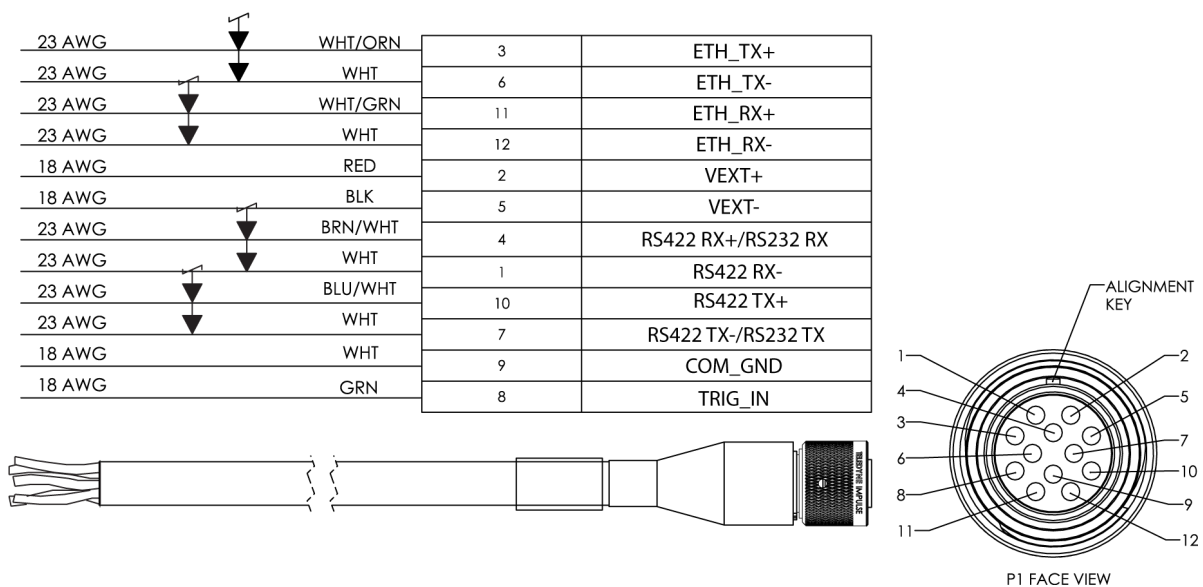 23 AWG WHT/ORN 3 ETH_TX+
23 AWG WHT 6 ETH_TX-
23 AWG WHT/GRN 11 ETH_RX+
23 AWG WHT 12 ETH_RX-
18 AWG RED 2 VEXT+
18 AWG BLK 5 VEXT-
23 AWG BRN/WHT 4 RS422 RX+/RS232 RX
23 AWG WHT 1 RS422 RX-
23 AWG BLU/WHT 10 RS422 TX+
23 AWG WHT 7 RS422 TX-/RS232 TX
18 AWG WHT 9 COM_GND
18 AWG GRN 8 TRIG_IN
TELEDYNE IMPULSE
ALIGNMENT
KEY
1
2
4
5
3
7
6
10
8
9
11
12
P1 FACE VIEW